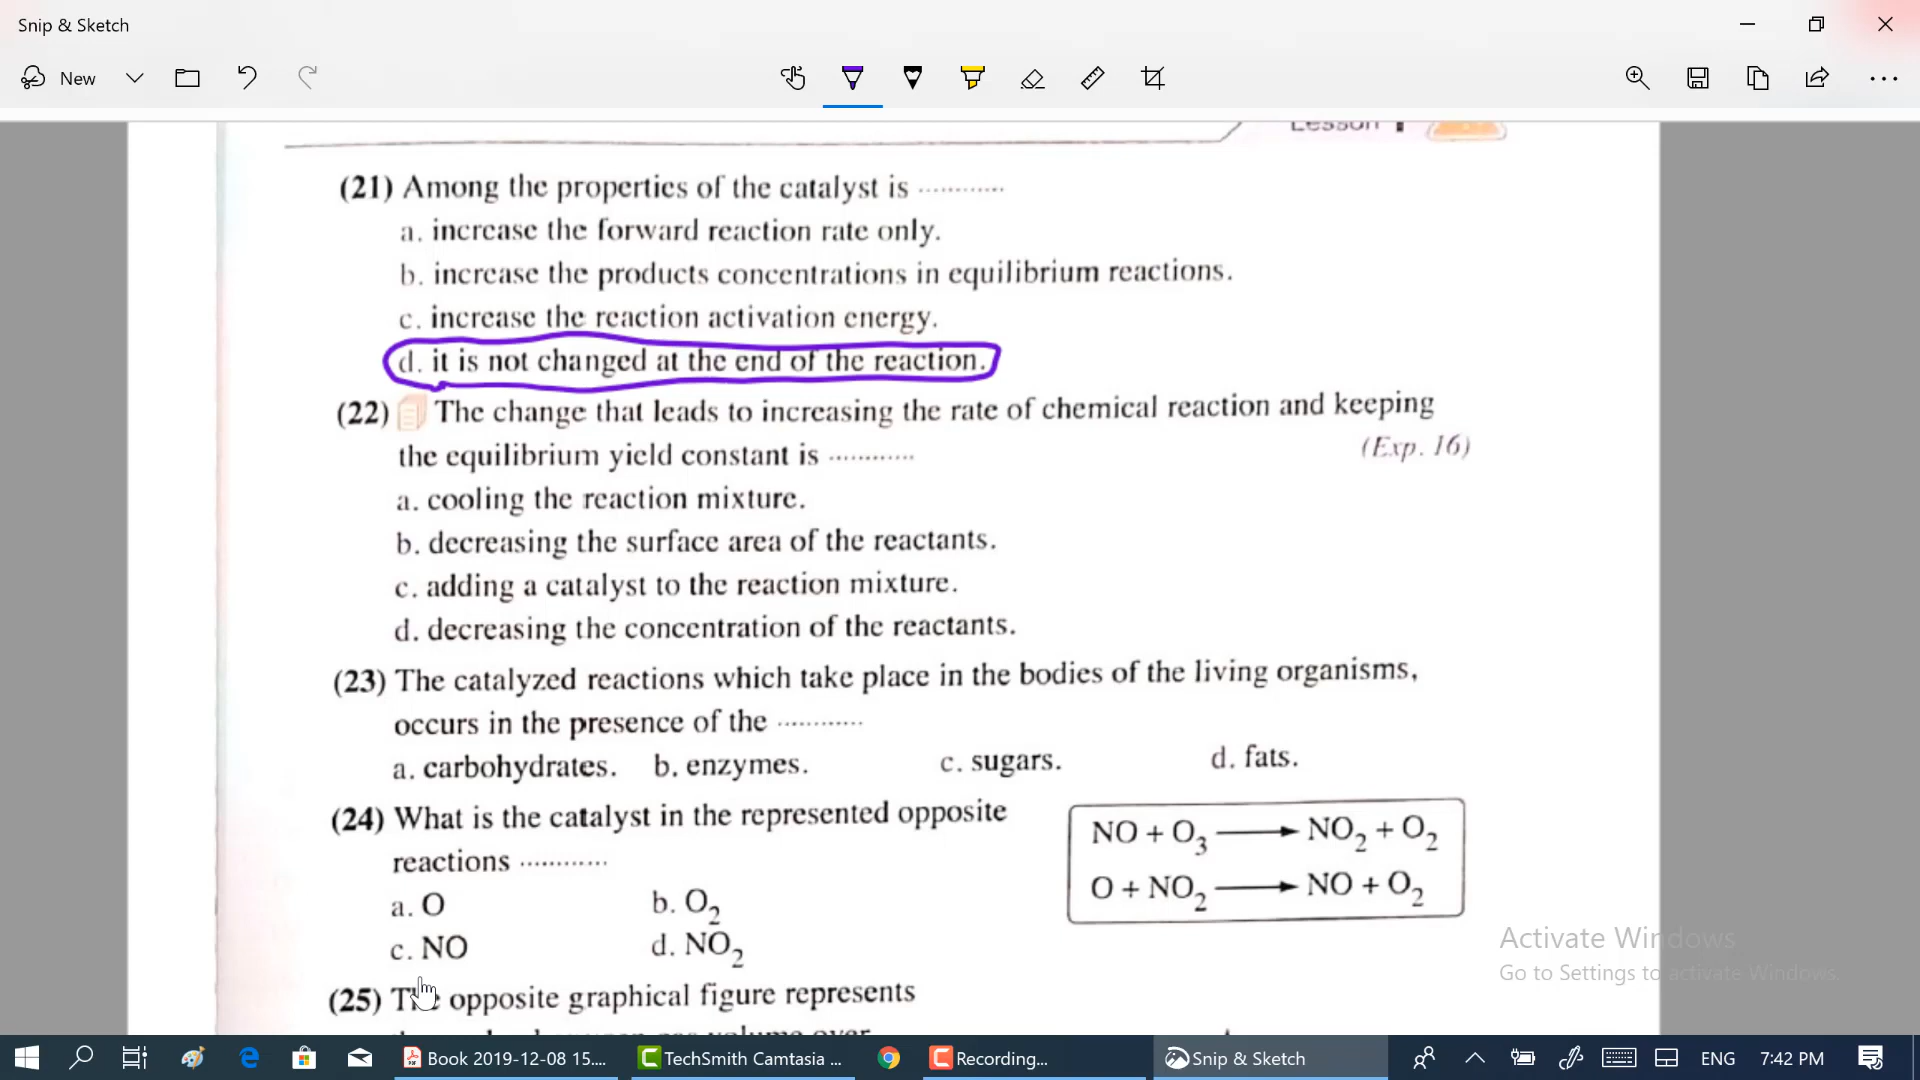 Snip & Sketch
New
Lesson 1
(21) Among the properties of the catalyst is ............
a. increase the forward reaction rate only.
b. increase the products concentrations in equilibrium reactions.
c. increase the reaction activation energy.
d. it is not changed at the end of the reaction.
(22) The change that leads to increasing the rate of chemical reaction and keeping
the equilibrium yield constant is ............ (Exp. 16)
a. cooling the reaction mixture.
b. decreasing the surface area of the reactants.
c. adding a catalyst to the reaction mixture.
d. decreasing the concentration of the reactants.
(23) The catalyzed reactions which take place in the bodies of the living organisms,
occurs in the presence of the ............
a. carbohydrates. b. enzymes. c. sugars. d. fats.
(24) What is the catalyst in the represented opposite
reactions ............
a. O b. O₂
c. NO d. NO₂
NO + O₃ ⟶ NO₂ + O₂
O + NO₂ ⟶ NO + O₂
(25) The opposite graphical figure represents
Activate Windows
Go to Settings to activate Windows.
Book 2019-12-08 15....
TechSmith Camtasia ...
Recording...
Snip & Sketch
ENG
7:42 PM